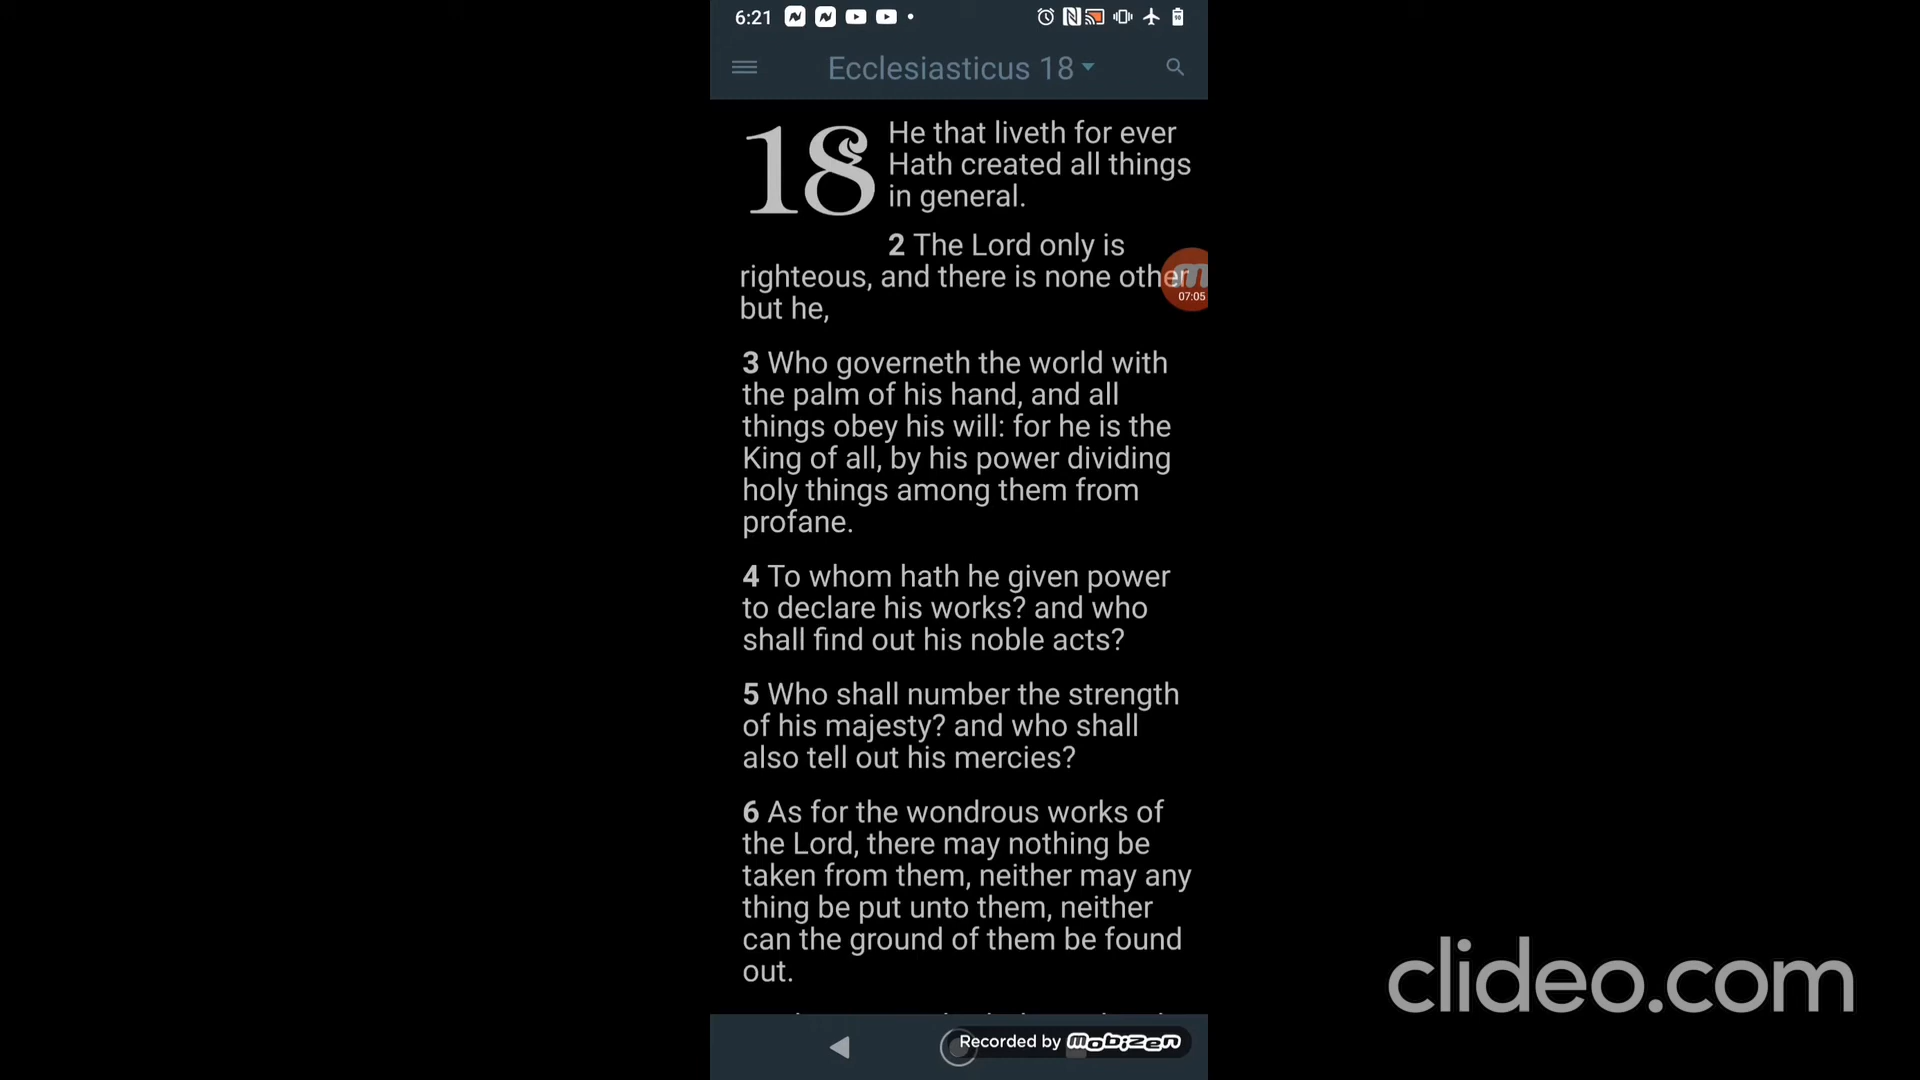 6:21
Ecclesiasticus 18
18 He that liveth for ever
Hath created all things
in general.
2 The Lord only is
righteous, and there is none other
but he,
07:05
3 Who governeth the world with
the palm of his hand, and all
things obey his will: for he is the
King of all, by his power dividing
holy things among them from
profane.
4 To whom hath he given power
to declare his works? and who
shall find out his noble acts?
5 Who shall number the strength
of his majesty? and who shall
also tell out his mercies?
6 As for the wondrous works of
the Lord, there may nothing be
taken from them, neither may any
thing be put unto them, neither
can the ground of them be found
out.
Recorded by mobizen
clideo.com